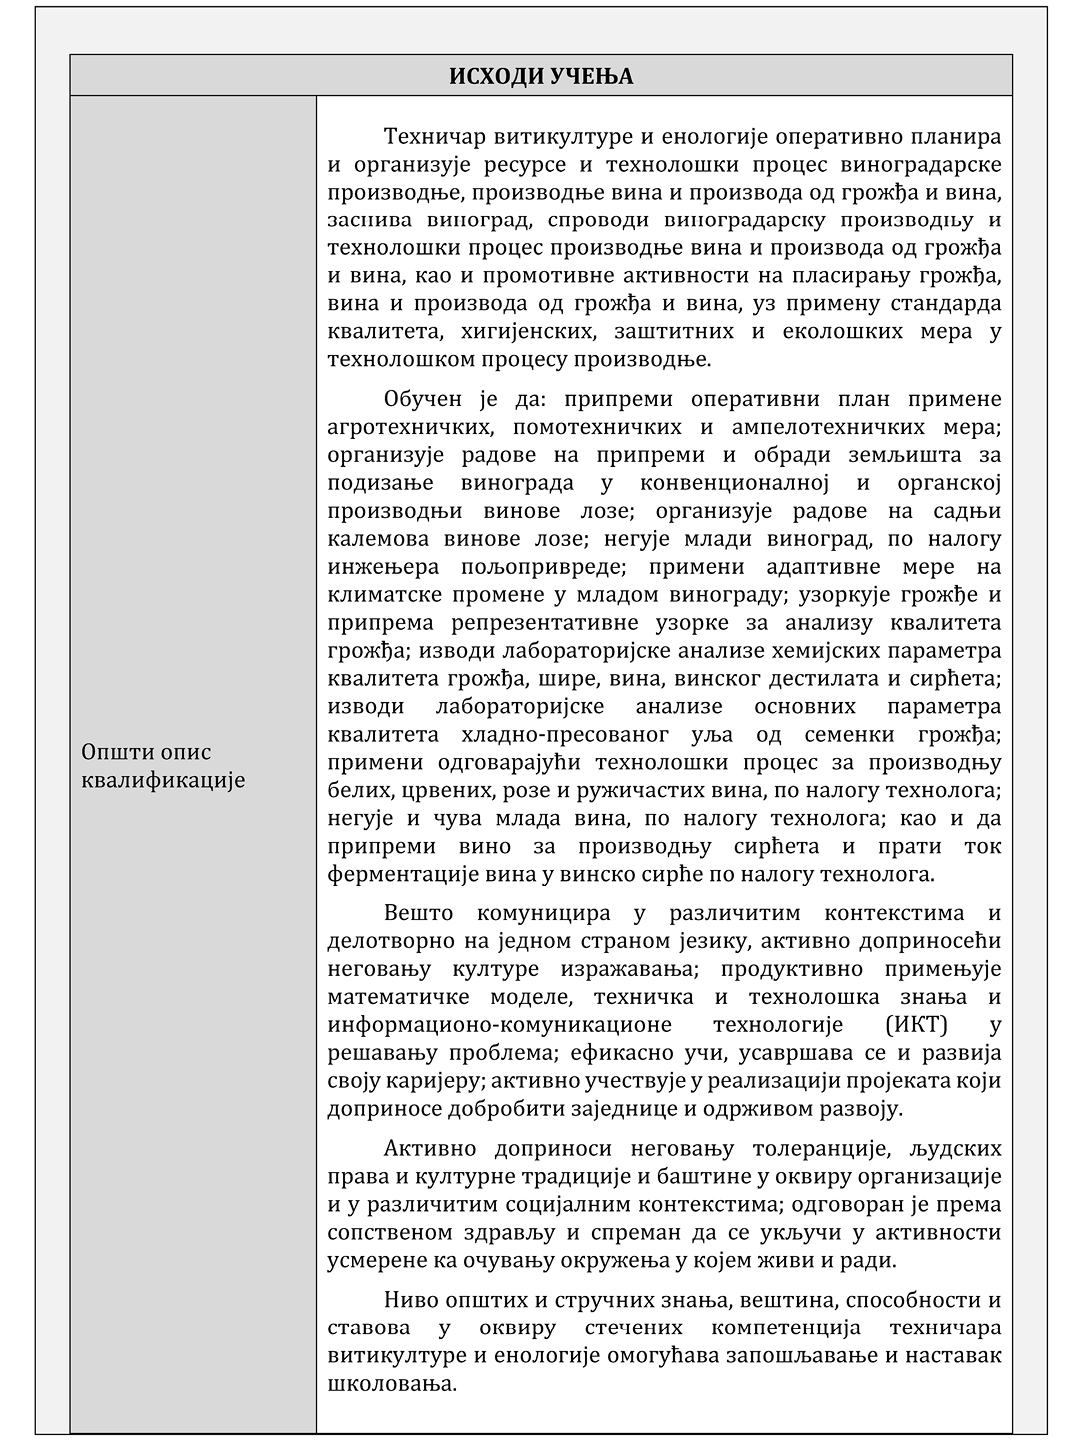 ИСХОДИ УЧЕЊА
Општи опис
квалификације
Техничар витикултуре и енологије оперативно планира
и организује ресурсе и технолошки процес виноградарске
производње, производње вина и производа од грожђа и вина,
заснива виноград, спроводи виноградарску производњу и
технолошки процес производње вина и производа од грожђа
и вина, као и промотивне активности на пласирању грожђа,
вина и производа од грожђа и вина, уз примену стандарда
квалитета, хигијенских, заштитних и еколошких мера у
технолошком процесу производње.
Обучен је да: припреми оперативни план примене
агротехничких, помотехничких и ампелотехничких мера;
организује радове на припреми и обради земљишта за
подизање винограда у конвенционалној и органској
производњи винове лозе; организује радове на садњи
калемова винове лозе; негује млади виноград, по налогу
инжењера пољопривреде; примени адаптивне мере на
климатске промене у младом винограду; узоркује грожђе и
припрема репрезентативне узорке за анализу квалитета
грожђа; изводи лабораторијске анализе хемијских параметра
квалитета грожђа, шире, вина, винског дестилата и сирћета;
изводи лабораторијске анализе основних параметра
квалитета хладно-пресованог уља од семенки грожђа;
примени одговарајући технолошки процес за производњу
белих, црвених, розе и ружичастих вина, по налогу технолога;
негује и чува млада вина, по налогу технолога; као и да
припреми вино за производњу сирћета и прати ток
ферментације вина у винско сирће по налогу технолога.
Вешто комуницира у различитим контекстима и
делотворно на једном страном језику, активно доприносећи
неговању културе изражавања; продуктивно примењује
математичке моделе, техничка и технолошка знања и
информационо-комуникационе технологије (ИКТ) у
решавању проблема; ефикасно учи, усавршава се и развија
своју каријеру; активно учествује у реализацији пројеката који
доприносе добробити заједнице и одрживом развоју.
Активно доприноси неговању толеранције, људских
права и културне традиције и баштине у оквиру организације
и у различитим социјалним контекстима; одговоран је према
сопственом здрављу и спреман да се укључи у активности
усмерене ка очувању окружења у којем живи и ради.
Ниво општих и стручних знања, вештина, способности и
ставова у оквиру стечених компетенција техничара
витикултуре и енологије омогућава запошљавање и наставак
школовања.